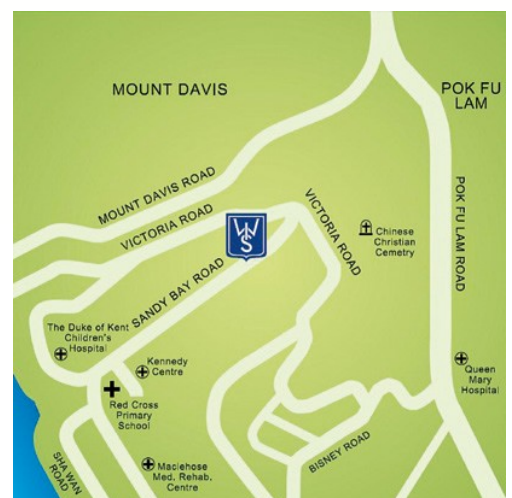 MOUNT DAVIS
POK FU
LAM
MOUNT DAVIS ROAD
VICTORIA ROAD
WIS
VICTORIA ROAD
POK FU LAM ROAD
Chinese
Christian
Cemetry
SANDY BAY ROAD
The Duke of Kent
Children's
Hospital
Kennedy
Centre
Queen
Mary
Hospital
Red Cross
Primary
School
BISNEY ROAD
SHA WAN
ROAD
Maclehose
Med. Rehab.
Centre